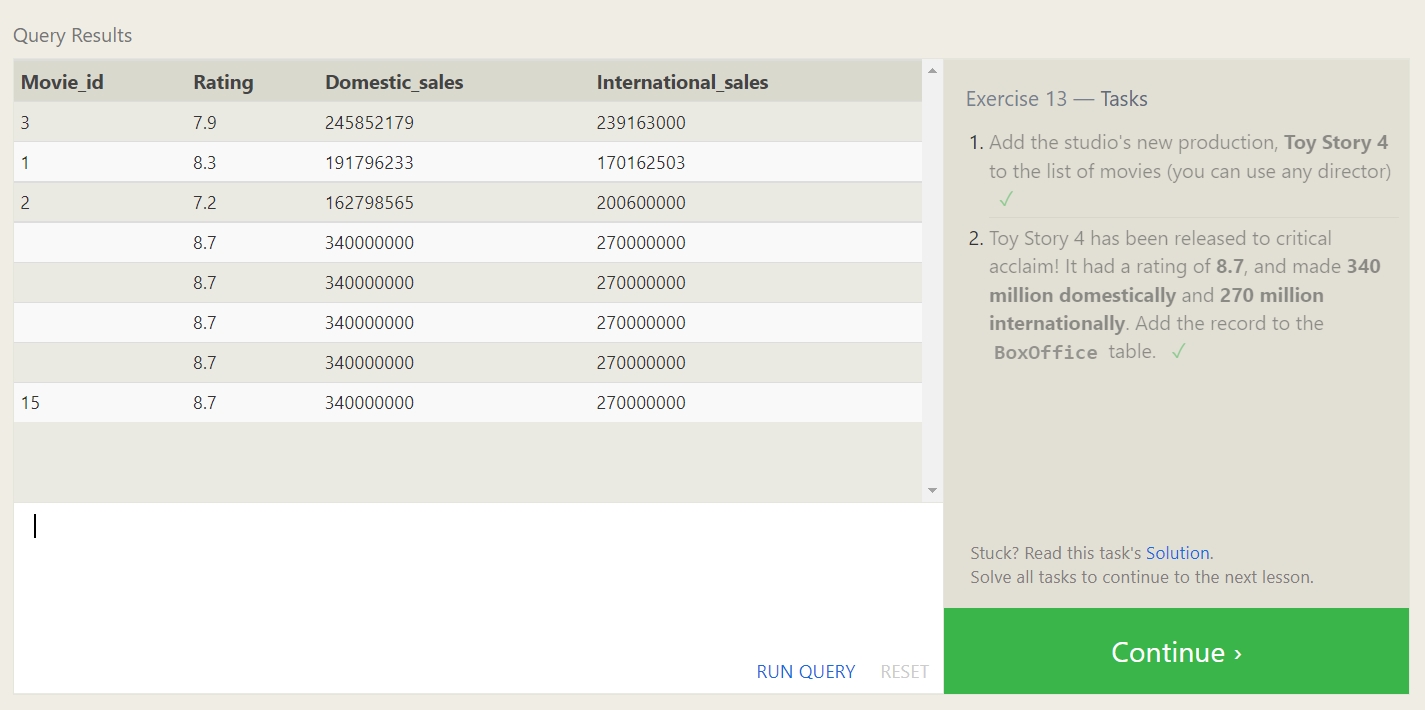 Query Results
Movie_id Rating Domestic_sales International_sales
3 7.9 245852179 239163000
1 8.3 191796233 170162503
2 7.2 162798565 200600000
8.7 340000000 270000000
8.7 340000000 270000000
8.7 340000000 270000000
8.7 340000000 270000000
15 8.7 340000000 270000000
RUN QUERY RESET
Exercise 13 — Tasks
1. Add the studio's new production, Toy Story 4
to the list of movies (you can use any director)
✓
2. Toy Story 4 has been released to critical
acclaim! It had a rating of 8.7, and made 340
million domestically and 270 million
internationally. Add the record to the
BoxOffice table. ✓
Stuck? Read this task's Solution.
Solve all tasks to continue to the next lesson.
Continue ›